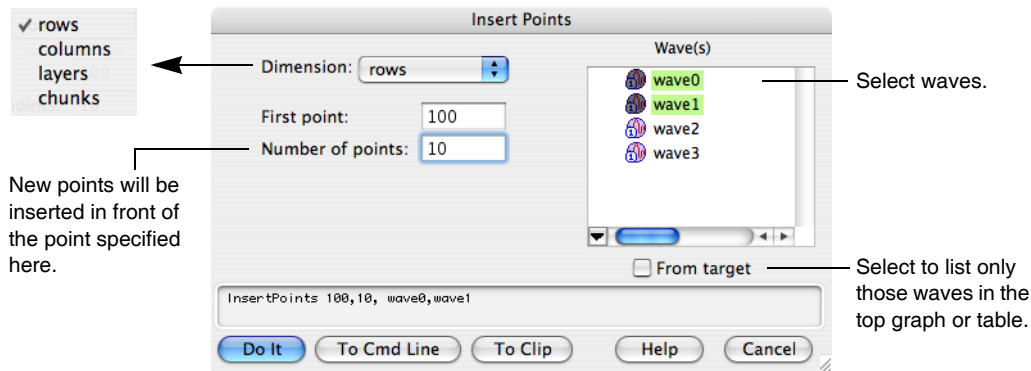 ✓ rows
columns
layers
chunks
Insert Points
Dimension: rows
First point: 100
Number of points: 10
Wave(s)
wave0
wave1
wave2
wave3
From target
Select waves.
New points will be
inserted in front of
the point specified
here.
Select to list only
those waves in the
top graph or table.
InsertPoints 100,10, wave0,wave1
Do It
To Cmd Line
To Clip
Help
Cancel